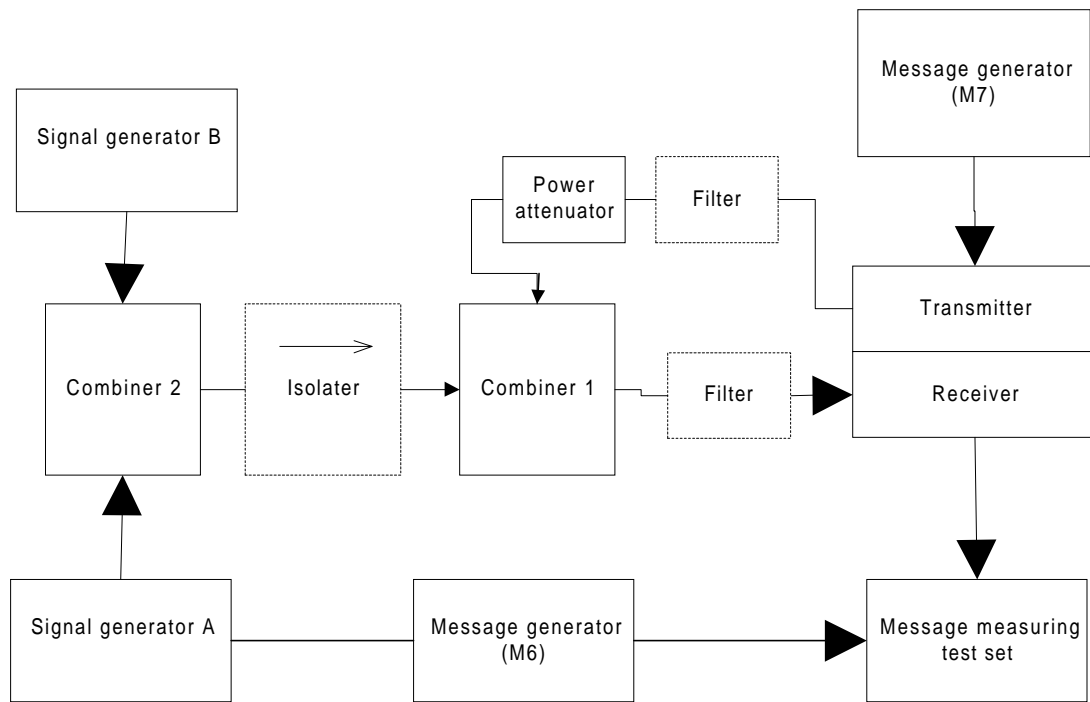 Message generator
(M7)
Signal generator B
Power
attenuator
Filter
Transmitter
Combiner 2
Isolater
Combiner 1
Filter
Receiver
Signal generator A
Message generator
(M6)
Message measuring
test set